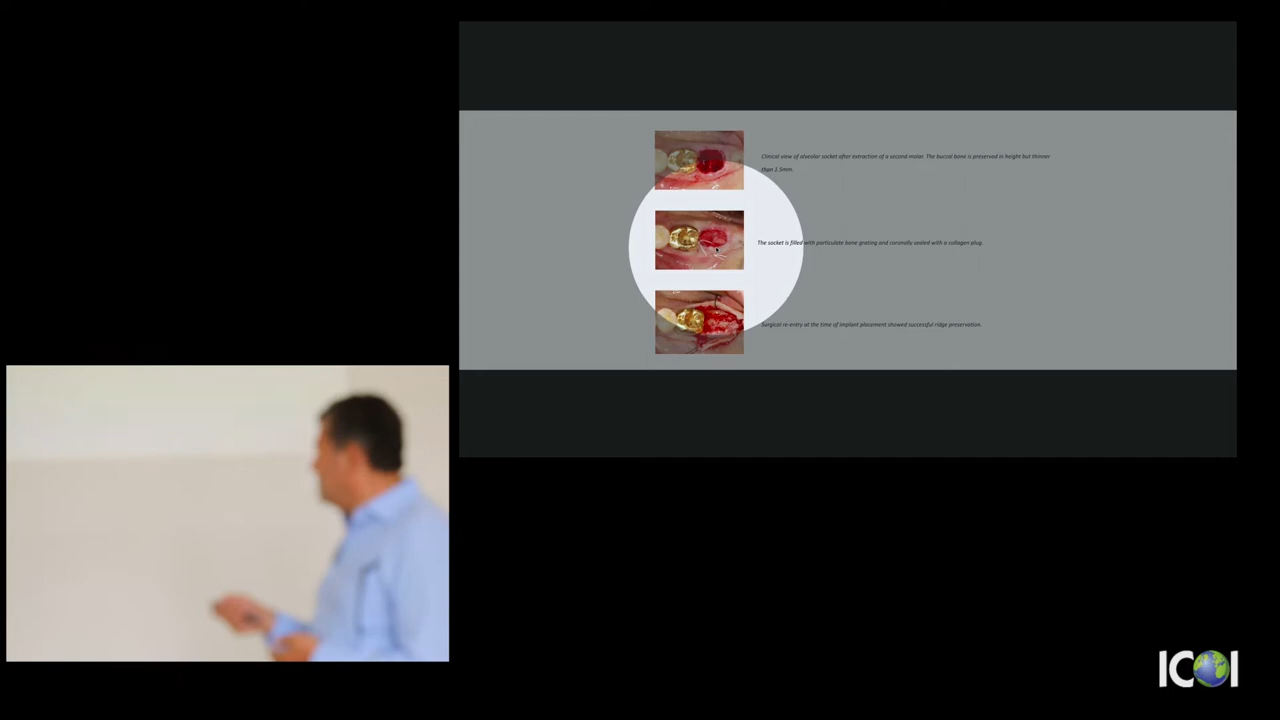 Clinical view of alveolar socket after extraction of a second molar. The buccal bone is preserved in height but thinner
than 1.5mm.
The socket is filled with particulate bone grating and coronally sealed with a collagen plug.
Surgical re-entry at the time of implant placement showed successful ridge preservation.
ICOI